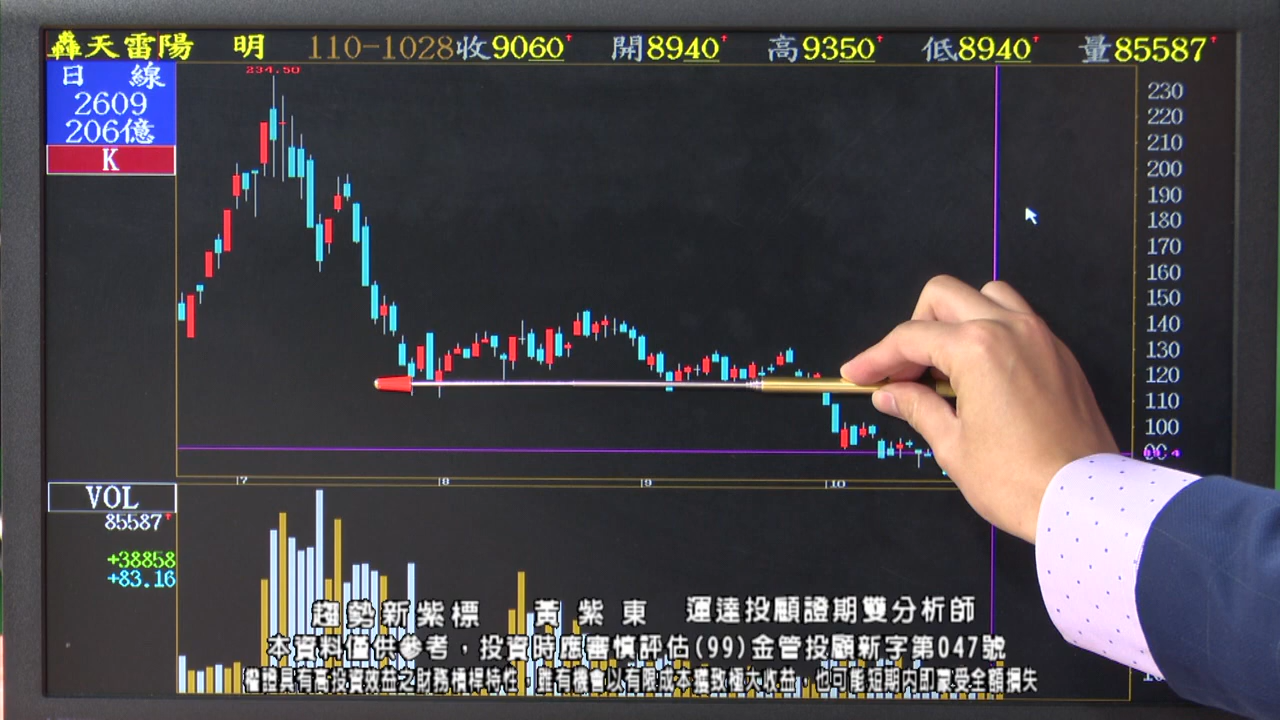 轟天雷陽 明 110-1028收9060↑ 開8940↑ 高9350↑ 低8940↑ 量85587↑
日 線
2609
206億
K
234.50
230
220
210
200
190
180
170
160
150
140
130
120
110
100
7 8 9 10
VOL
85587↑
+38858
+83.16
趨勢新紫標 黃紫東 運達投顧證期雙分析師
本資料僅供參考，投資時應審慎評估(99)金管投顧新字第047號
權證具有高投資效益之財務槓桿特性，雖有機會以有限成本獲致極大收益，也可能短期內即蒙受全額損失